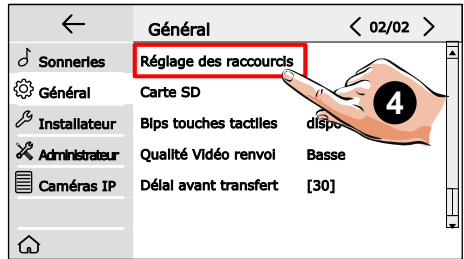 Général
02/02
Sonneries
Réglage des raccourcis
Général
Carte SD
Installateur
Bips touches tactiles
Administrateur
Qualité Vidéo renvoi Basse
Caméras IP
Délai avant transfert [30]
4